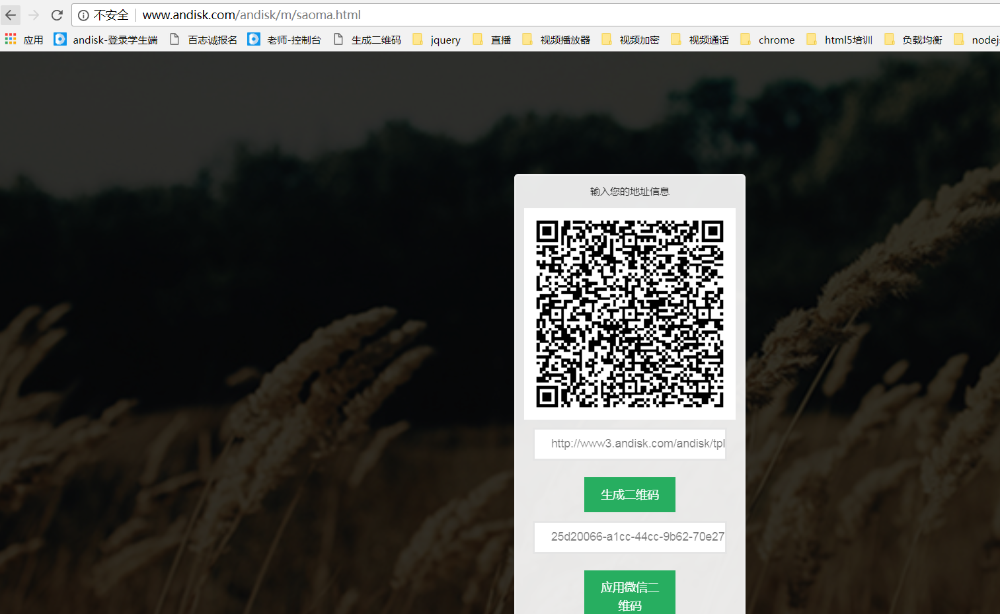 不安全 www.andisk.com/andisk/m/saoma.html
应用 andisk-登录学生端 百志诚报名 老师-控制台 生成二维码 jquery 直播 视频播放器 视频加密 视频通话 chrome html5培训 负载均衡 nodejs
输入您的地址信息
http://www3.andisk.com/andisk/tpl
生成二维码
25d20066-a1cc-44cc-9b62-70e27
应用微信二
维码